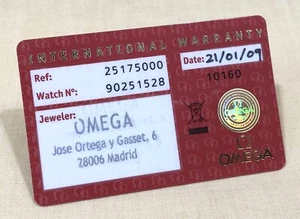 INTERNATIONAL WARRANTY
Ref: 25175000
Date: 21/01/09
Watch Nº: 90251528
10160
Jeweler: OMEGA
Jose Ortega y Gasset, 6
28006 Madrid
Ω
OMEGA